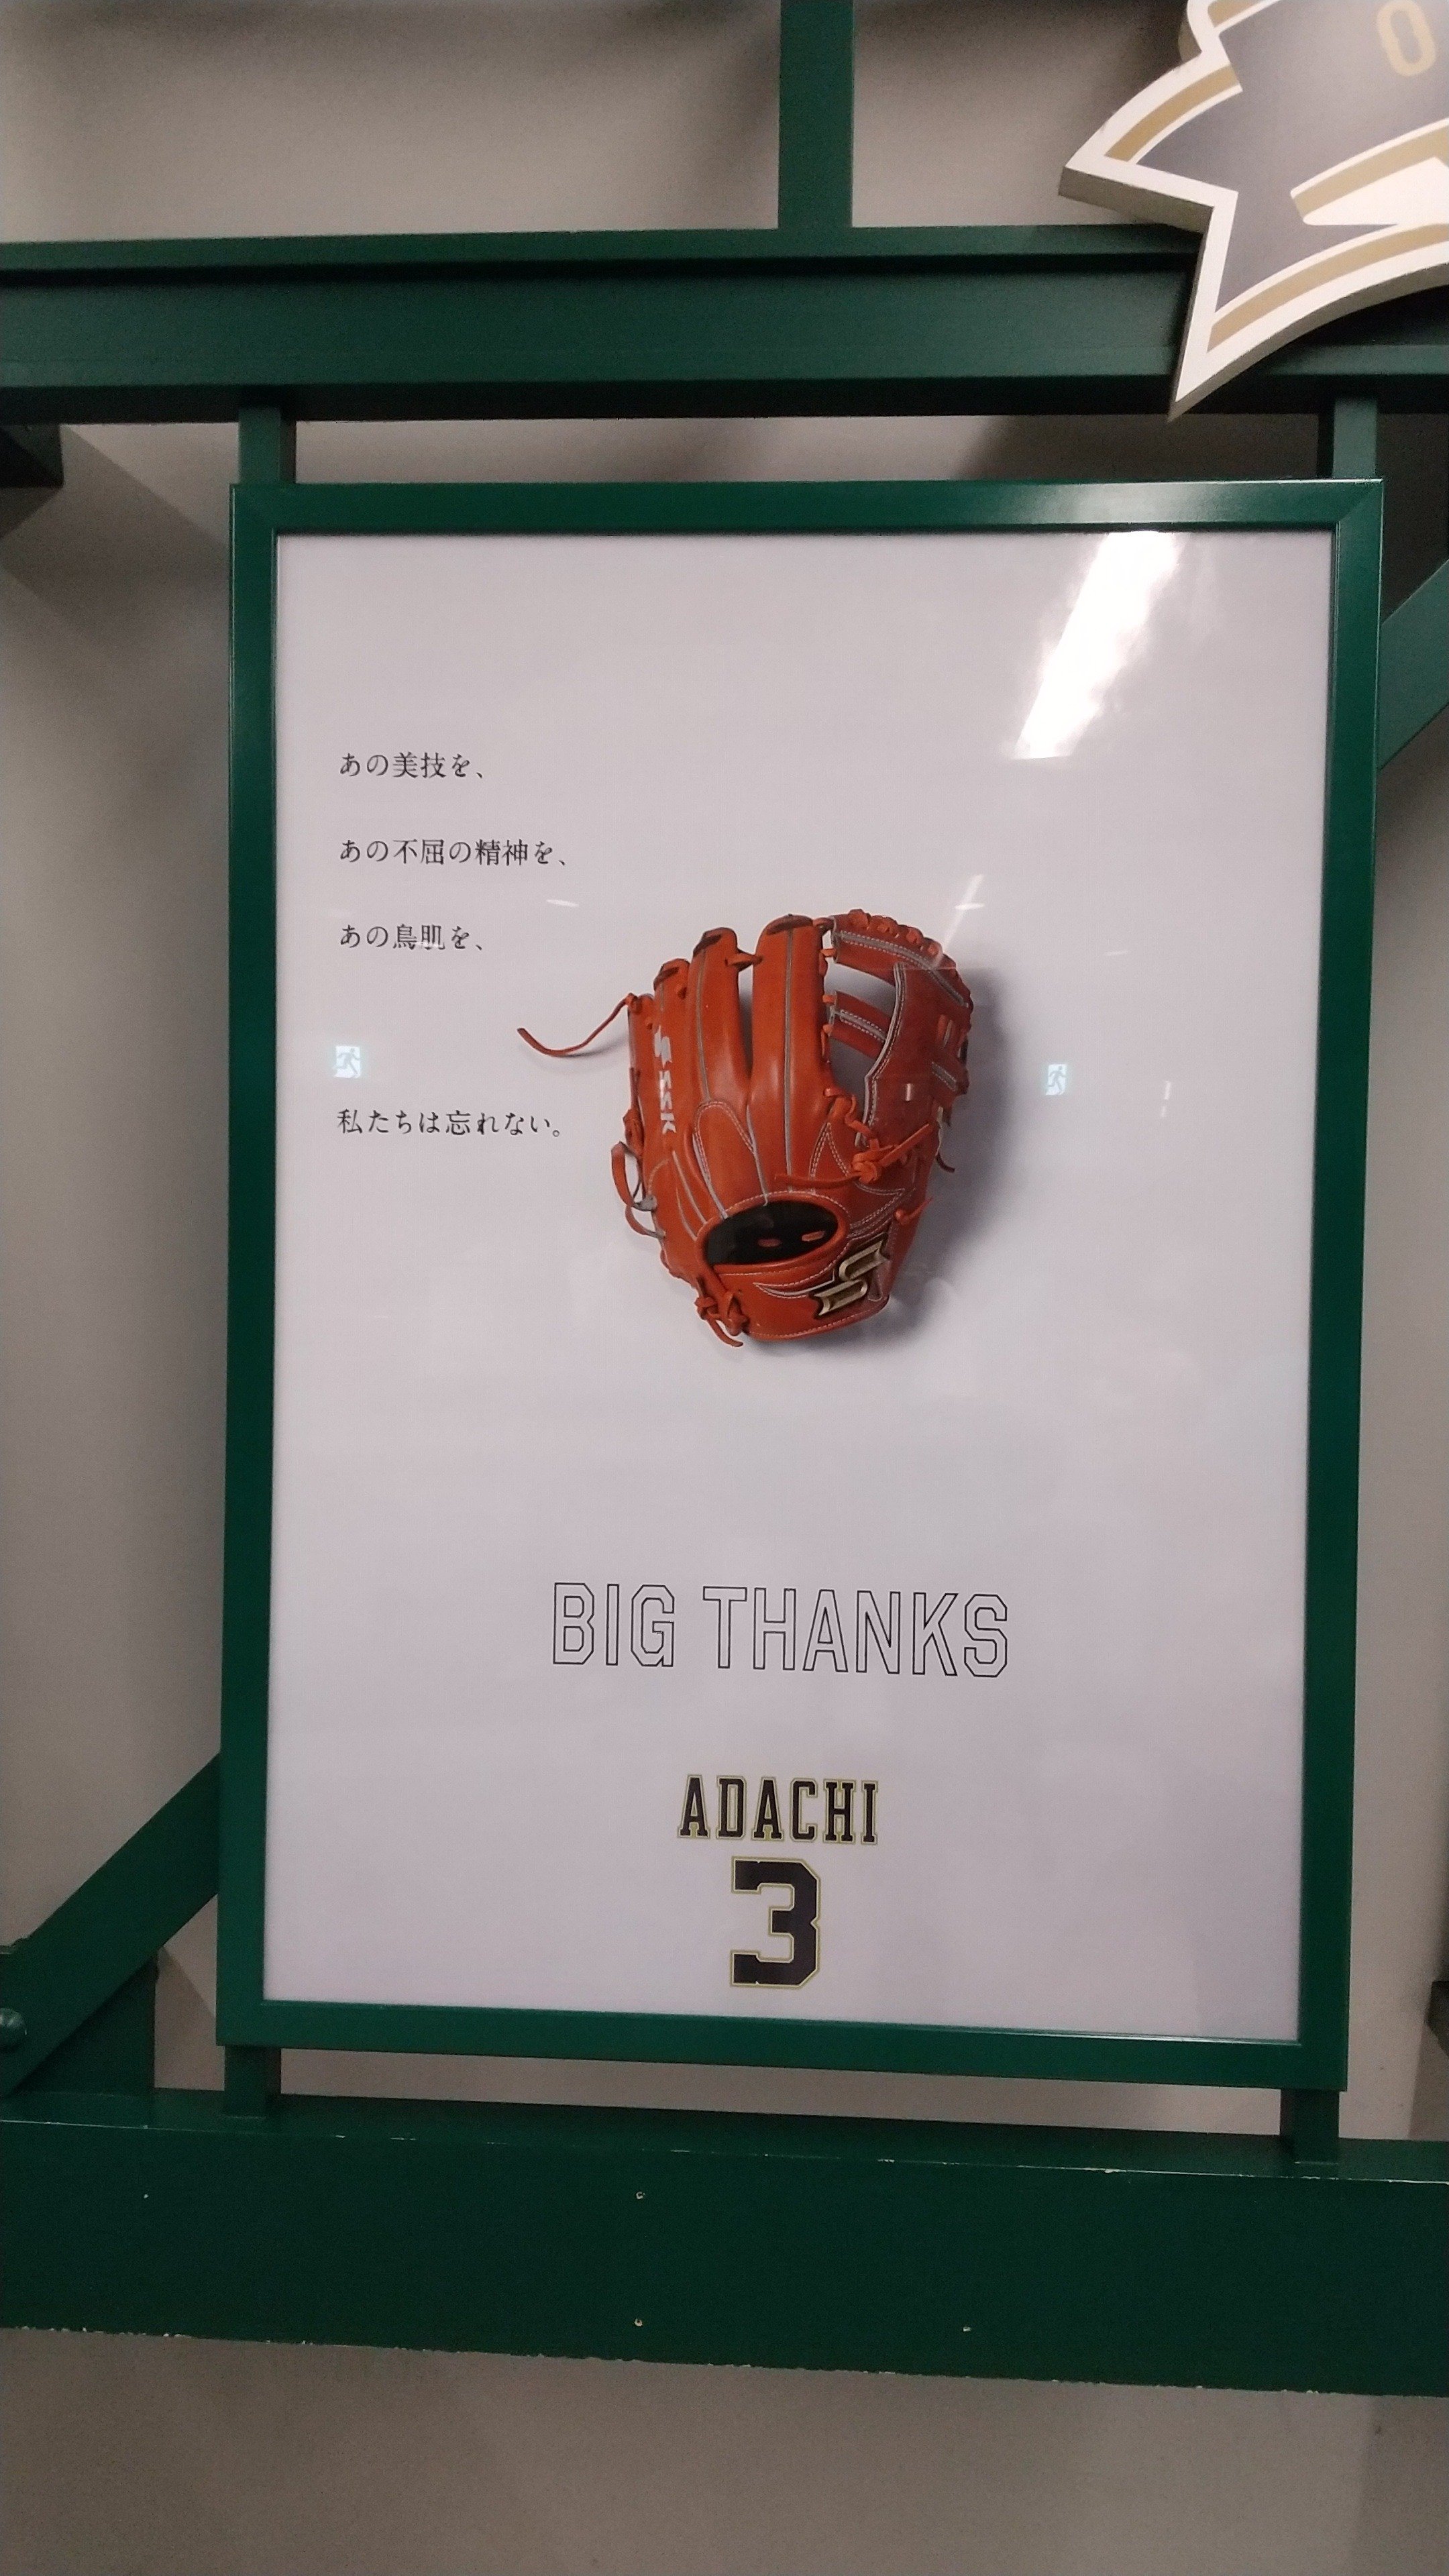 O
あの美技を、
あの不屈の精神を、
あの鳥肌を、
私たちは忘れない。
SSK
BIG THANKS
ADACHI
3